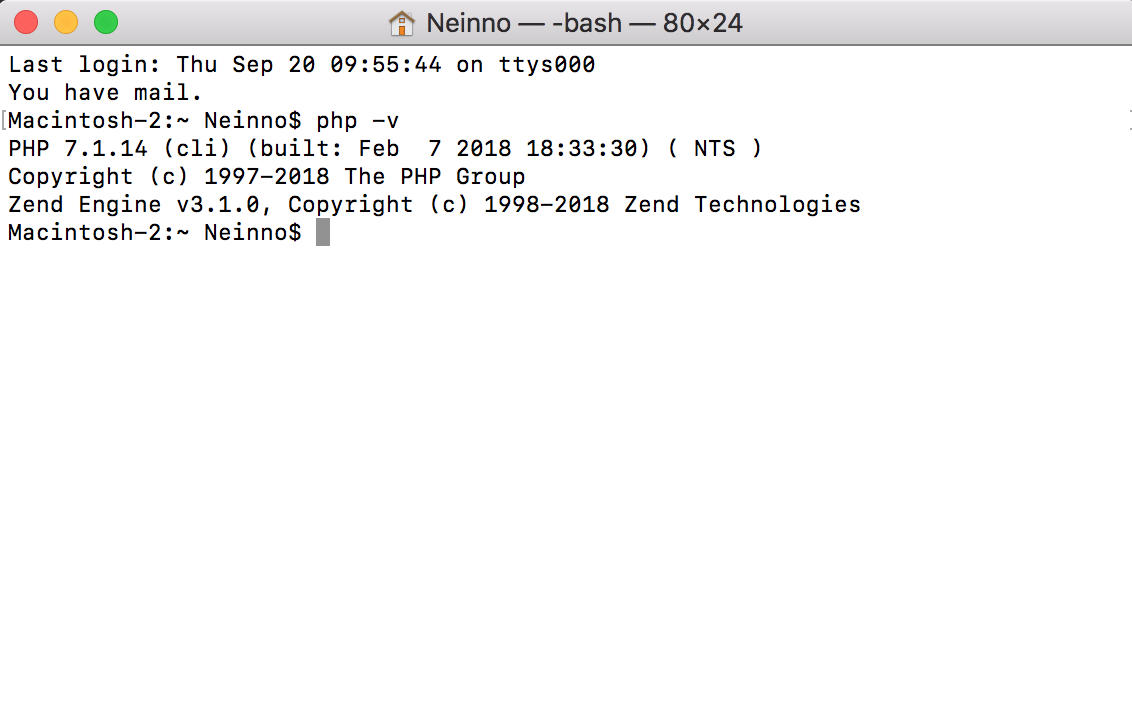 Neinno — -bash — 80×24
Last login: Thu Sep 20 09:55:44 on ttys000
You have mail.
[Macintosh-2:~ Neinno$ php -v
PHP 7.1.14 (cli) (built: Feb  7 2018 18:33:30) ( NTS )
Copyright (c) 1997-2018 The PHP Group
Zend Engine v3.1.0, Copyright (c) 1998-2018 Zend Technologies
Macintosh-2:~ Neinno$